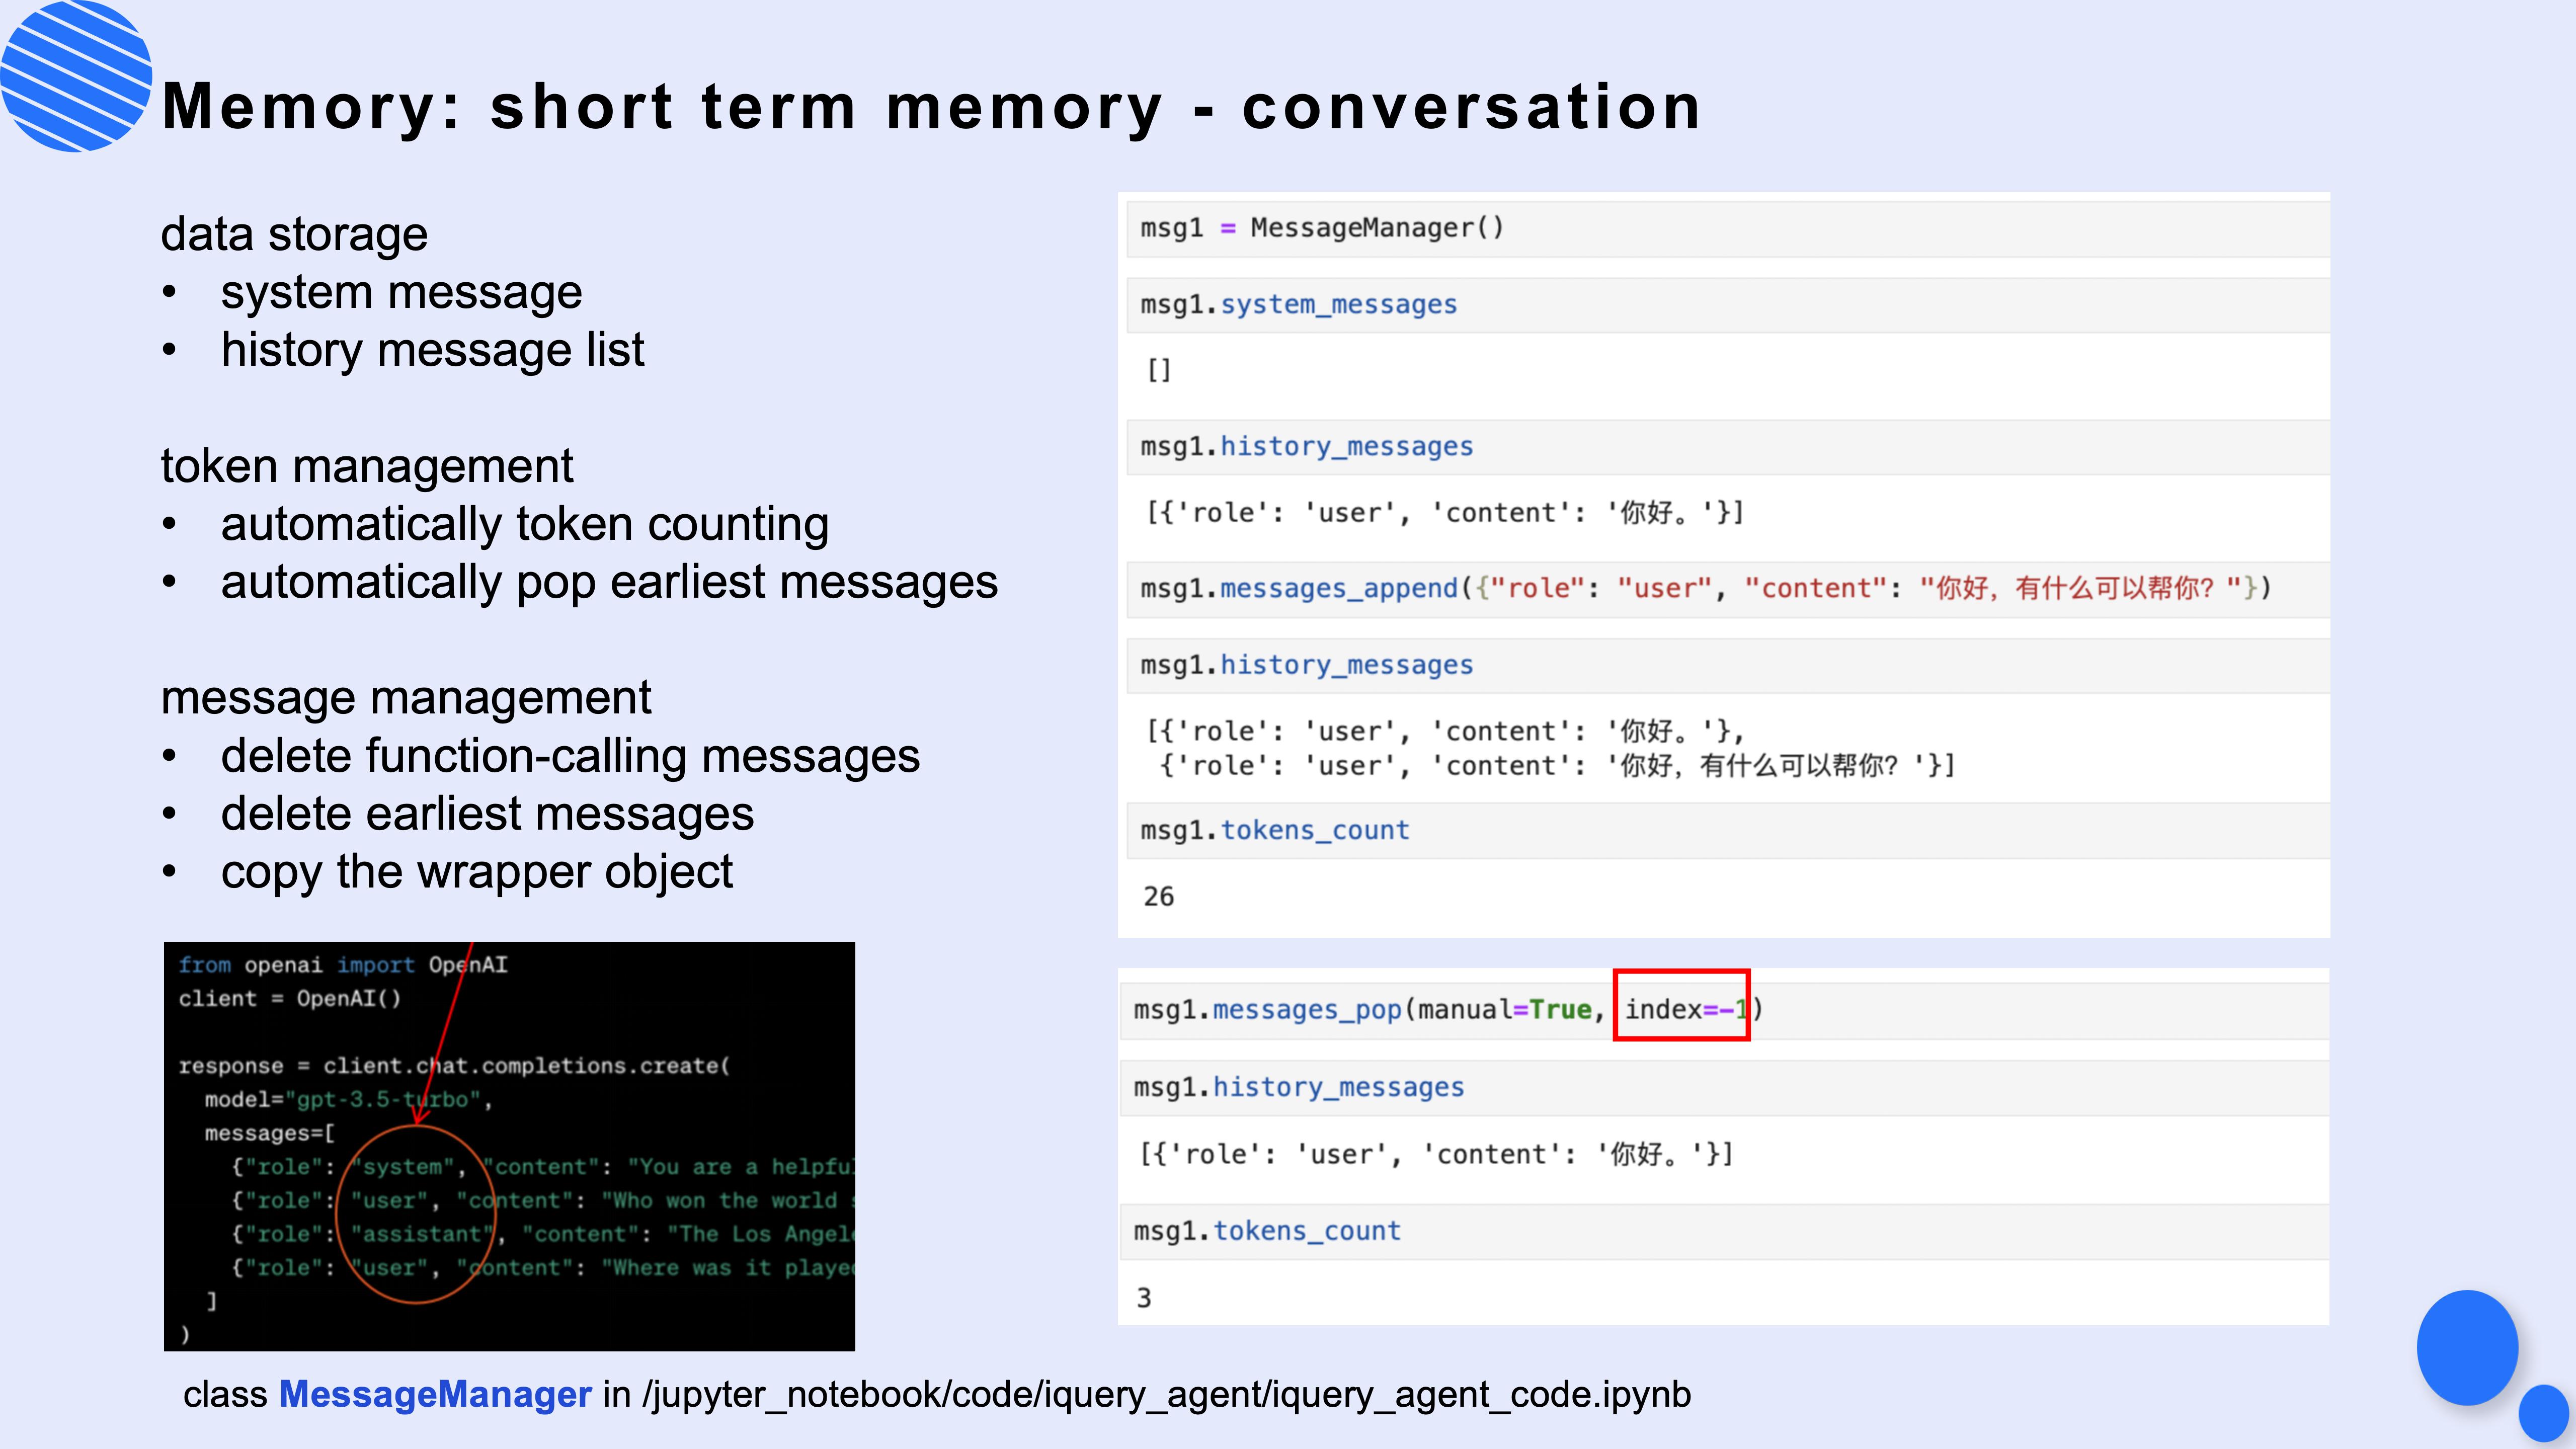 Memory: short term memory - conversation
data storage
• system message
• history message list
token management
• automatically token counting
• automatically pop earliest messages
message management
• delete function-calling messages
• delete earliest messages
• copy the wrapper object
from openai import OpenAI
client = OpenAI()
response = client.chat.completions.create(
model="gpt-3.5-turbo",
messages=[
{"role": "system", "content": "You are a helpful
{"role": "user", "content": "Who won the world
{"role": "assistant", "content": "The Los Angele
{"role": "user", "content": "Where was it played
]
)
msg1 = MessageManager()
msg1.system_messages
[]
msg1.history_messages
[{'role': 'user', 'content': '你好。'}]
msg1.messages_append({"role": "user", "content": "你好，有什么可以帮你？"})
msg1.history_messages
[{'role': 'user', 'content': '你好。'},
{'role': 'user', 'content': '你好，有什么可以帮你？'}]
msg1.tokens_count
26
msg1.messages_pop(manual=True, index=-1)
msg1.history_messages
[{'role': 'user', 'content': '你好。'}]
msg1.tokens_count
3
class MessageManager in /jupyter_notebook/code/iquery_agent/iquery_agent_code.ipynb